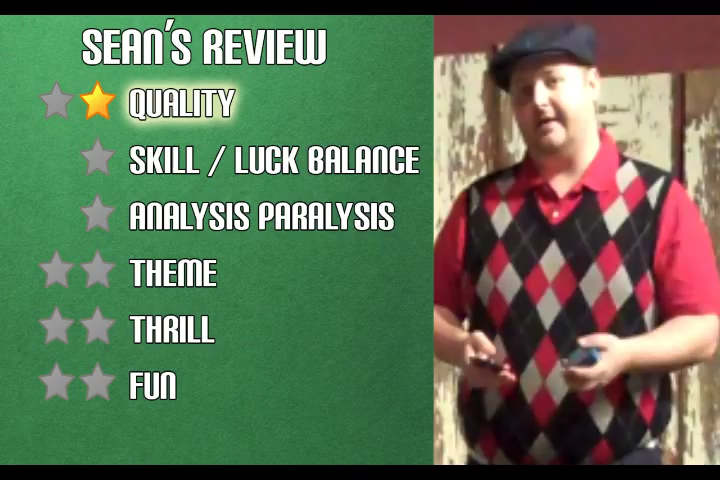 SEAN'S REVIEW
QUALITY
SKILL / LUCK BALANCE
ANALYSIS PARALYSIS
THEME
THRILL
FUN